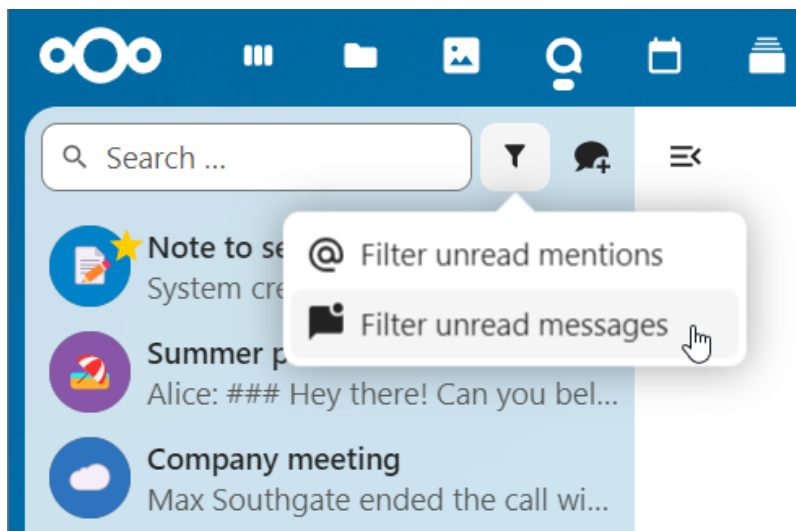 Search ...
Note to se
System cre
Filter unread mentions
Filter unread messages
Summer p
Alice: ### Hey there! Can you bel...
Company meeting
Max Southgate ended the call wi...